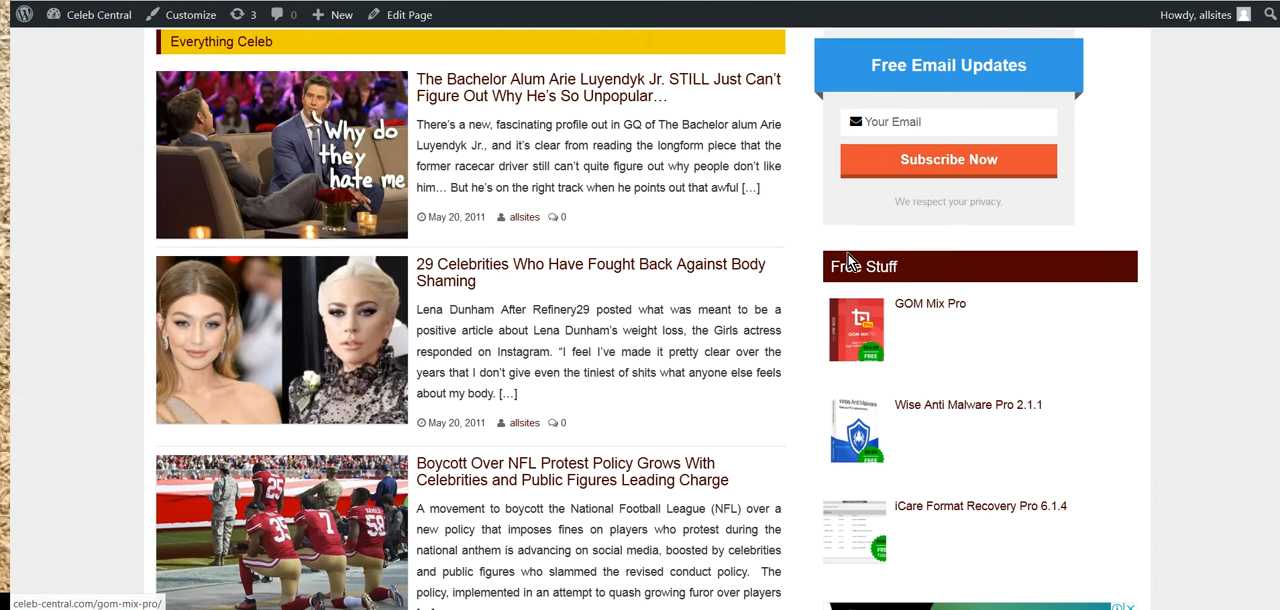 Celeb Central Customize 3 0 New Edit Page Howdy, allsites
Everything Celeb
Why do
they
hate me
The Bachelor Alum Arie Luyendyk Jr. STILL Just Can't
Figure Out Why He's So Unpopular…
There's a new, fascinating profile out in GQ of The Bachelor alum Arie
Luyendyk Jr., and it's clear from reading the longform piece that the
former racecar driver still can't quite figure out why people don't like
him… But he's on the right track when he points out that awful […]
May 20, 2011 allsites 0
29 Celebrities Who Have Fought Back Against Body
Shaming
Lena Dunham After Refinery29 posted what was meant to be a
positive article about Lena Dunham's weight loss, the Girls actress
responded on Instagram. “I feel I've made it pretty clear over the
years that I don't give even the tiniest of shits what anyone else feels
about my body. […]
May 20, 2011 allsites 0
25
35
7
58
Boycott Over NFL Protest Policy Grows With
Celebrities and Public Figures Leading Charge
A movement to boycott the National Football League (NFL) over a
new policy that imposes fines on players who protest during the
national anthem is advancing on social media, boosted by celebrities
and public figures who slammed the revised conduct policy. The
policy, implemented in an attempt to quash growing furor over players
Free Email Updates
Your Email
Subscribe Now
We respect your privacy.
Free Stuff
GOM Mix Pro
FREE
Wise Anti Malware Pro 2.1.1
FREE
iCare Format Recovery Pro 6.1.4
celeb-central.com/gom-mix-pro/